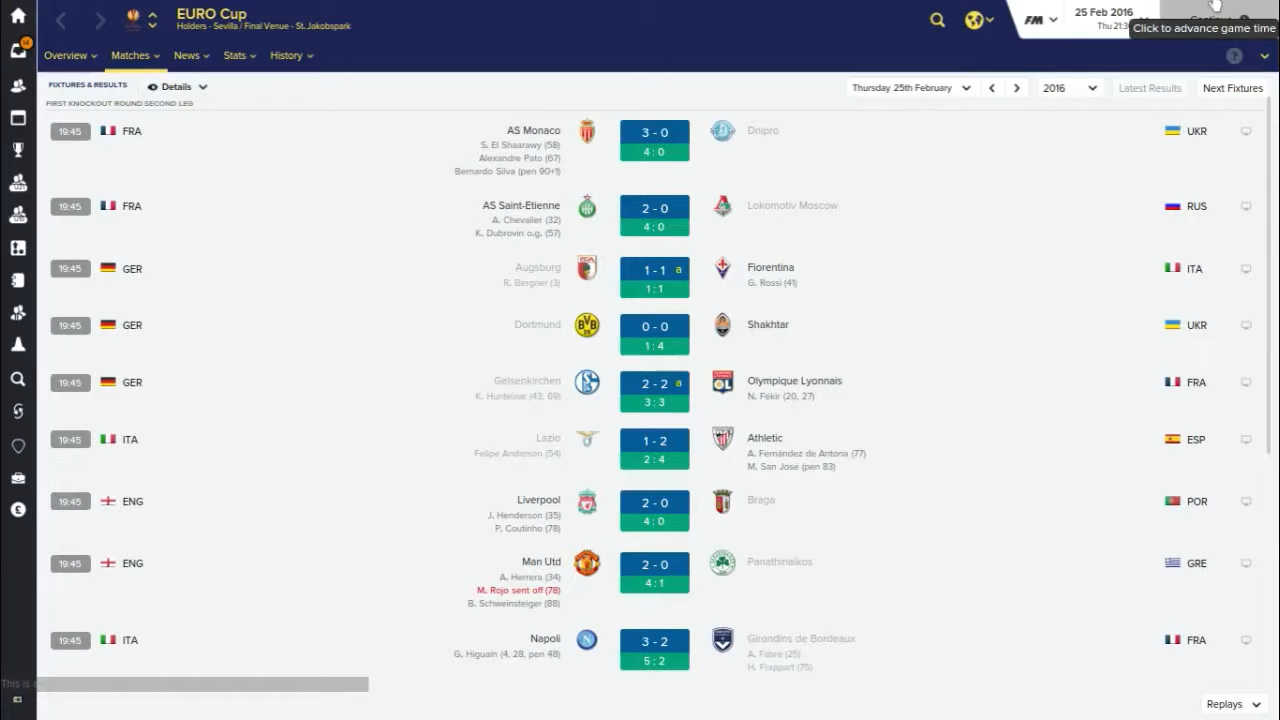 EURO Cup
Holders - Sevilla / Final Venue - St. Jakobspark
FM
25 Feb 2016
Click to advance game time
Overview
Matches
News
Stats
History
FIXTURES & RESULTS
Details
Thursday 25th February
2016
Latest Results
Next Fixtures
FIRST KNOCKOUT ROUND SECOND LEG
19:45 FRA AS Monaco 3 - 0 Dnipro UKR
S. El Shaarawy (58) 4 : 0
Alexandre Pato (67)
Bernardo Silva (pen 90+1)
19:45 FRA AS Saint-Etienne 2 - 0 Lokomotiv Moscow RUS
A. Chevalier (32) 4 : 0
K. Dubrovin o.g. (57)
19:45 GER Augsburg 1 - 1 a Fiorentina ITA
R. Bergner (3) 1 : 1 G. Rossi (41)
19:45 GER Dortmund 0 - 0 Shakhtar UKR
1 : 4
19:45 GER Gelsenkirchen 2 - 2 a Olympique Lyonnais FRA
K. Huntelaar (43, 69) 3 : 3 N. Fekir (20, 27)
19:45 ITA Lazio 1 - 2 Athletic ESP
Felipe Anderson (54) 2 : 4 A. Fernández de Antona (77)
M. San José (pen 83)
19:45 ENG Liverpool 2 - 0 Braga POR
J. Henderson (35) 4 : 0
P. Coutinho (78)
19:45 ENG Man Utd 2 - 0 Panathinaikos GRE
A. Herrera (34) 4 : 1
M. Rojo sent off (78)
B. Schweinsteiger (88)
19:45 ITA Napoli 3 - 2 Girondins de Bordeaux FRA
G. Higuaín (4, 28, pen 48) 5 : 2 A. Fabre (25)
H. Frappart (75)
This is
Replays